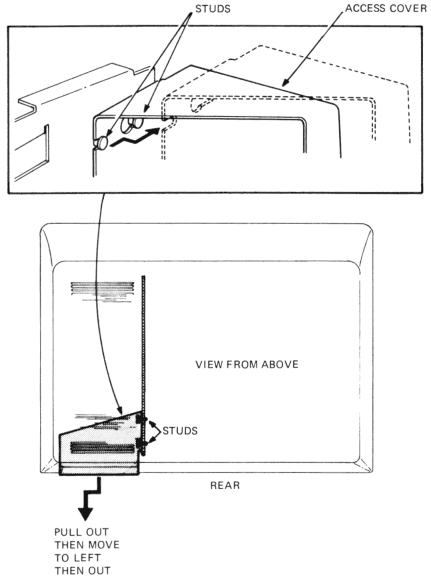 STUDS
ACCESS COVER
VIEW FROM ABOVE
STUDS
REAR
PULL OUT
THEN MOVE
TO LEFT
THEN OUT